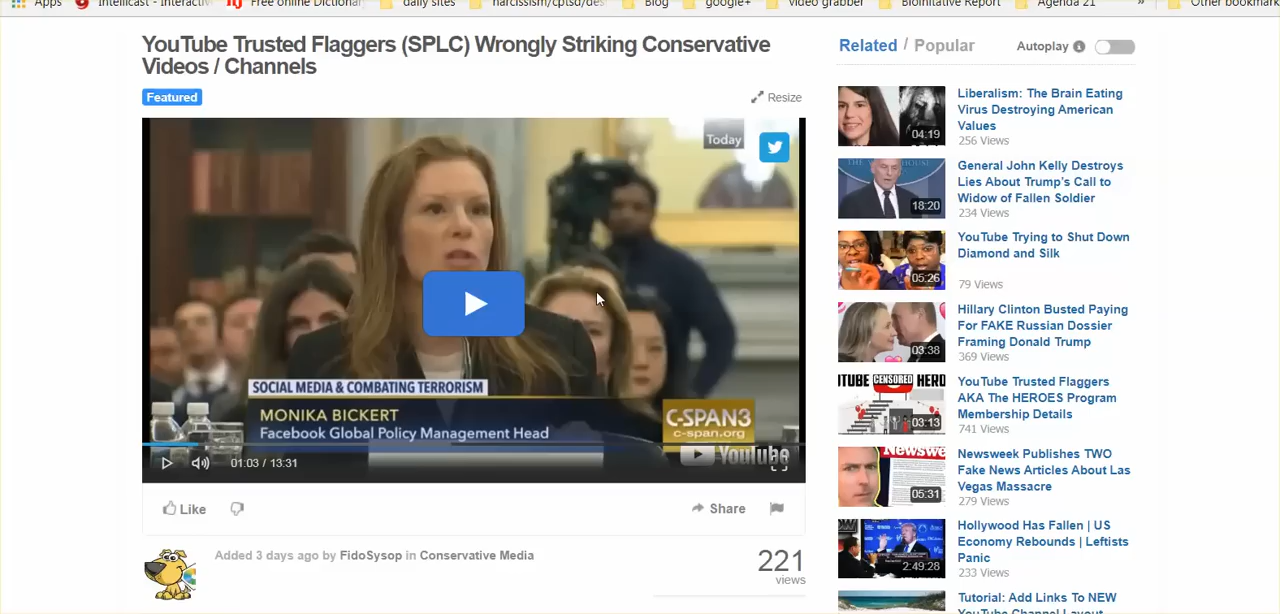 Apps
Intellicast - Interactiv
Free online Dictionar
daily sites
narcissism/cptsd/des
Blog
google+
video grabber
BioInitiative Report
Agenda 21
»
Other bookmark
YouTube Trusted Flaggers (SPLC) Wrongly Striking Conservative
Videos / Channels
Featured
Resize
Today
SOCIAL MEDIA & COMBATING TERRORISM
MONIKA BICKERT
Facebook Global Policy Management Head
C-SPAN3
c-span.org
YouTube
01:03 / 13:31
Like
Share
Added 3 days ago by FidoSysop in Conservative Media
221
views
Related / Popular
Autoplay
04:19
Liberalism: The Brain Eating
Virus Destroying American
Values
256 Views
18:20
General John Kelly Destroys
Lies About Trump's Call to
Widow of Fallen Soldier
234 Views
05:26
YouTube Trying to Shut Down
Diamond and Silk
79 Views
03:38
Hillary Clinton Busted Paying
For FAKE Russian Dossier
Framing Donald Trump
369 Views
CENSORED
03:13
YouTube Trusted Flaggers
AKA The HEROES Program
Membership Details
741 Views
05:31
Newsweek Publishes TWO
Fake News Articles About Las
Vegas Massacre
279 Views
2:49:28
Hollywood Has Fallen | US
Economy Rebounds | Leftists
Panic
233 Views
Tutorial: Add Links To NEW
YouTube Channel Layout